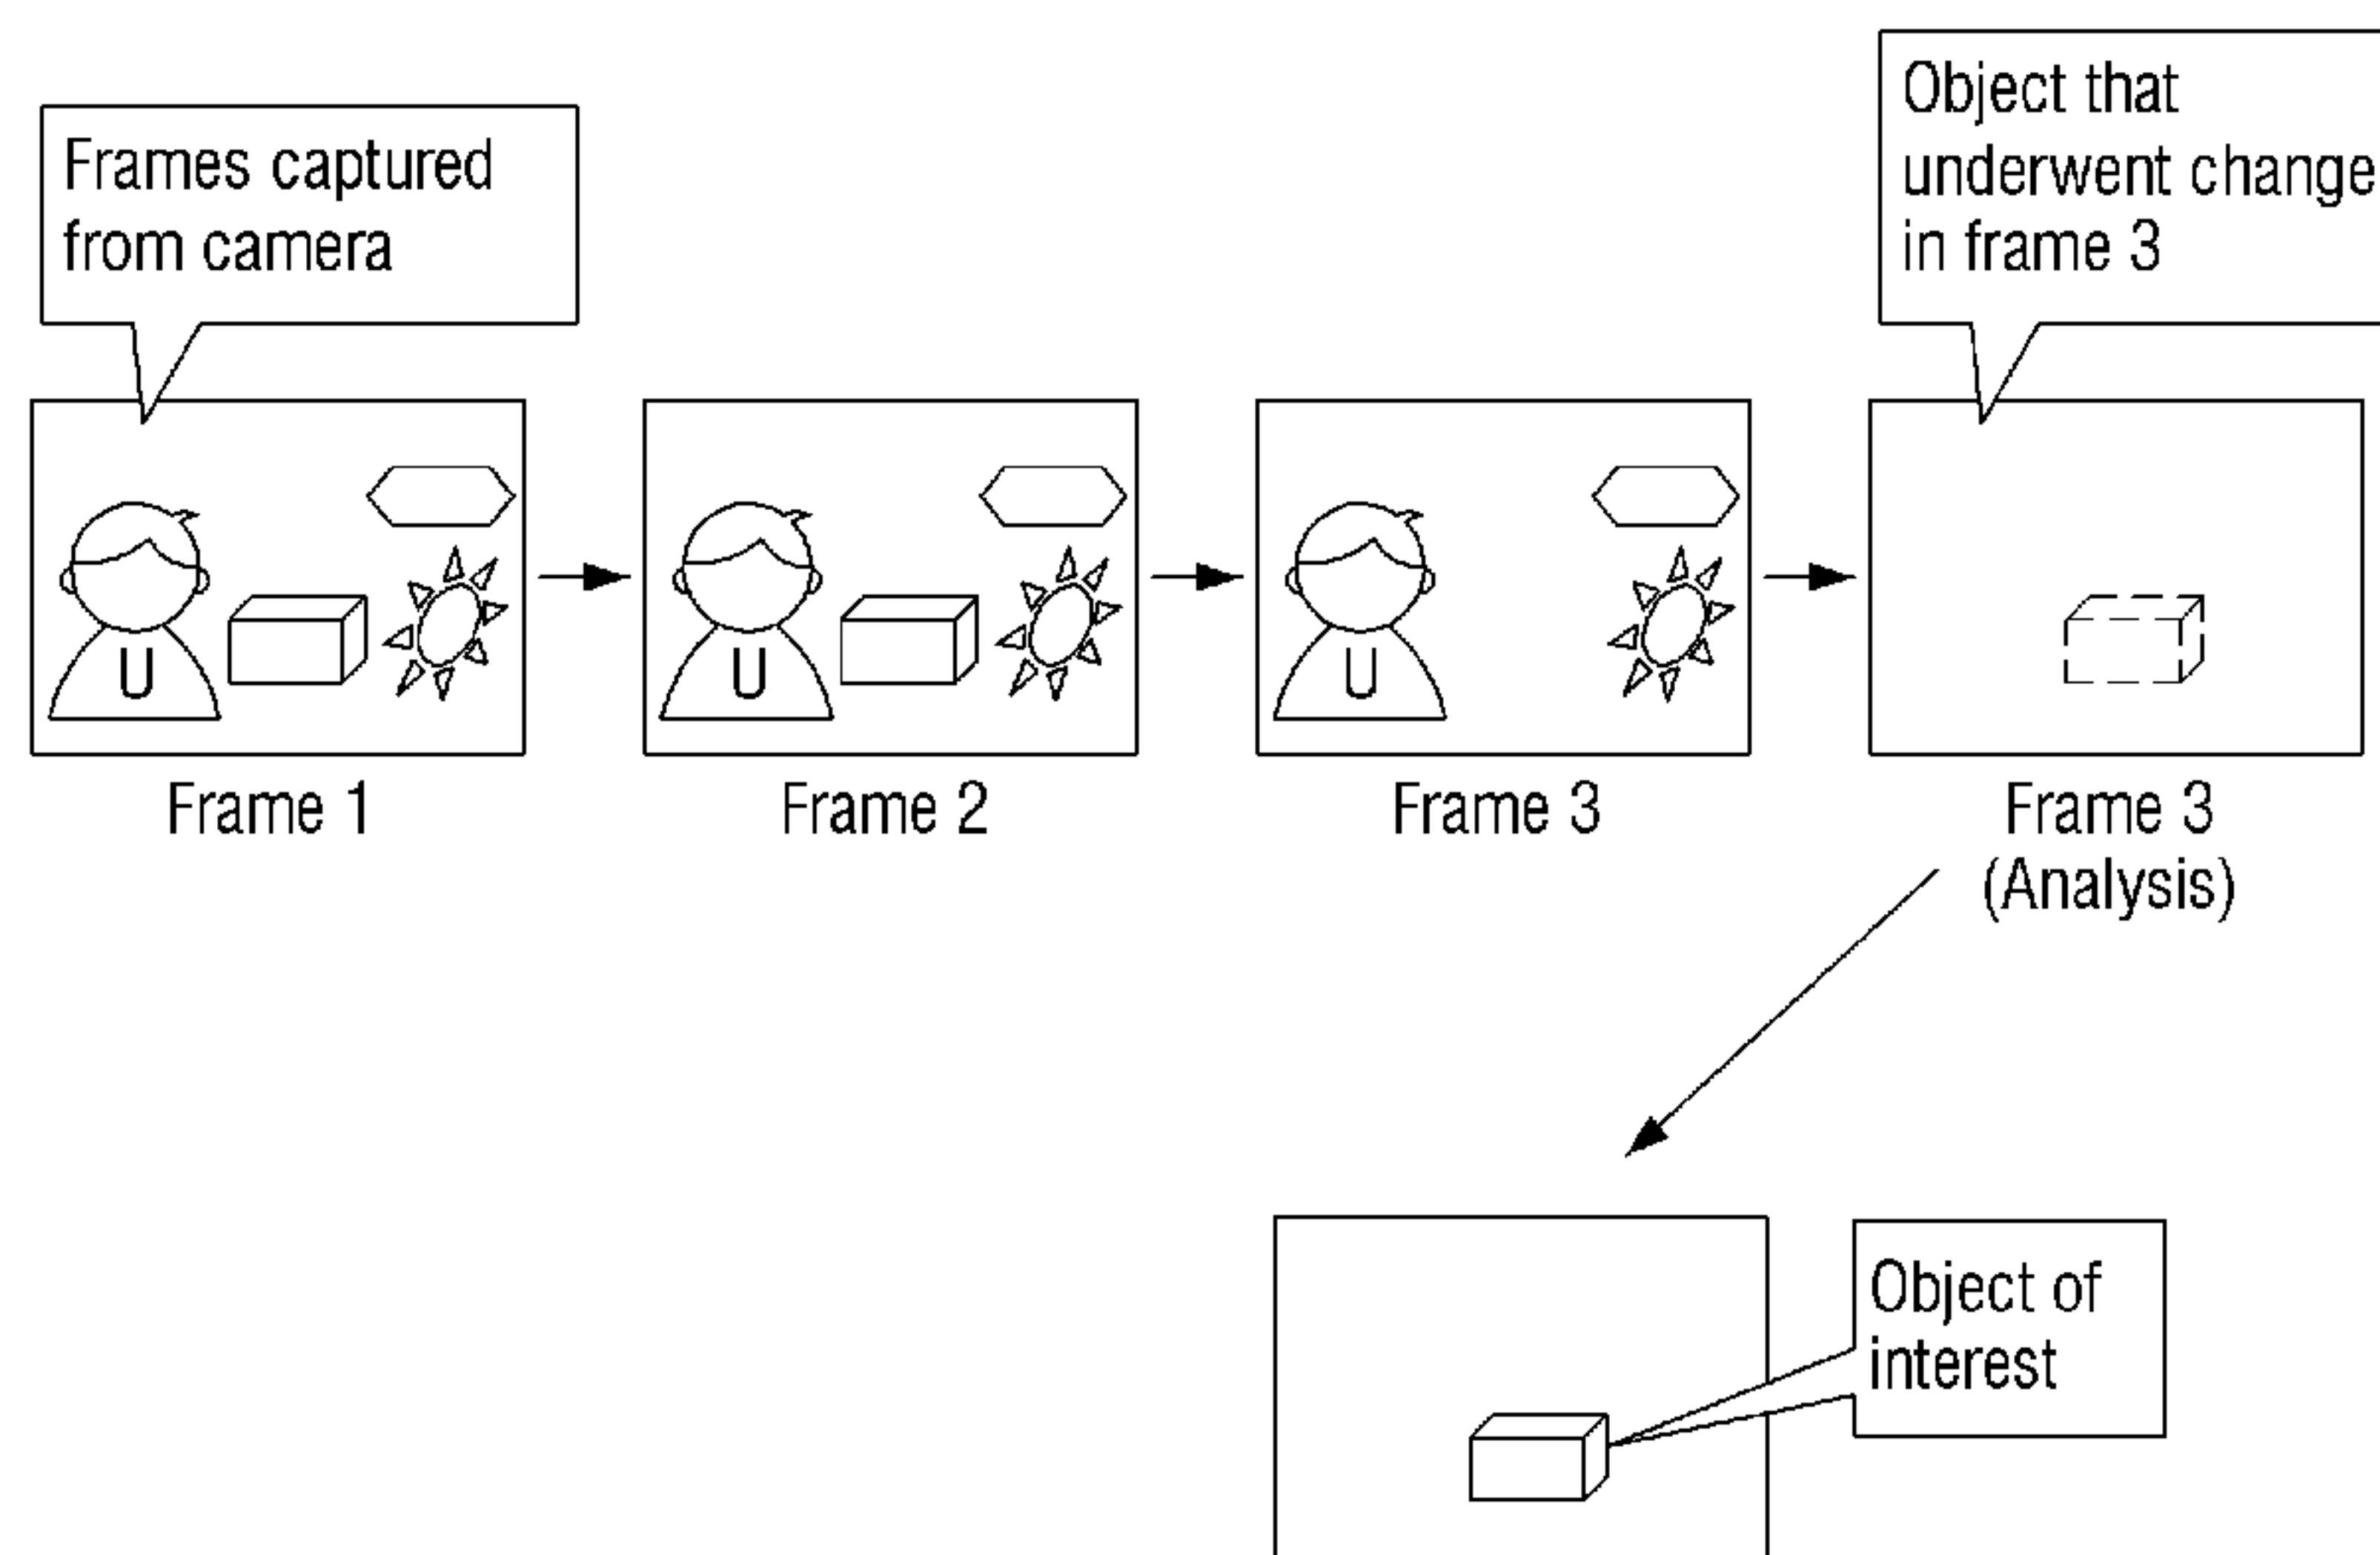 Frames captured
from camera
Object that
underwent change
in frame 3
Frame 1
Frame 2
Frame 3
Frame 3
(Analysis)
Object of
interest